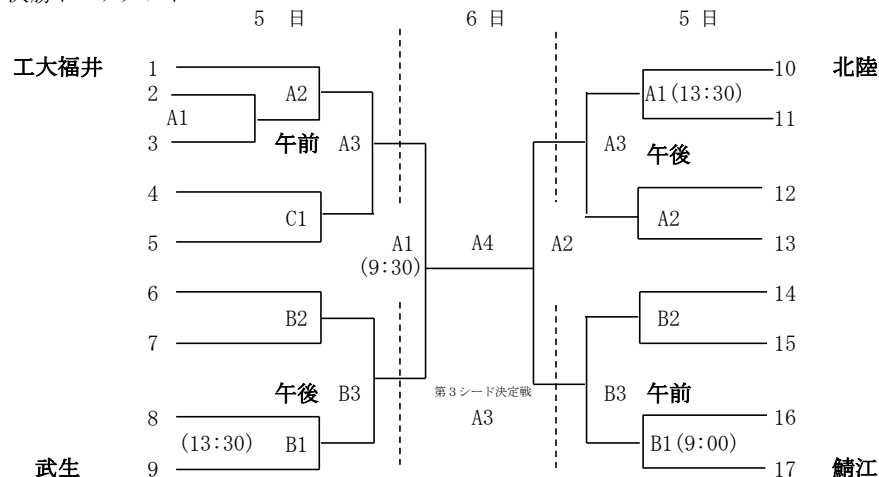 5 日 6 日 5 日
工大福井 1 10 北陸
2 A2 A1(13:30)
A1 11
3 午前 A3 A3 午後
4 12
C1 A2
5 A1 A4 A2 13
(9:30)
6 14
B2 B2
7 15
第3シード決定戦
午後 B3 B3 午前
8 A3 16
(13:30) B1 B1(9:00)
武生 9 17 鯖江